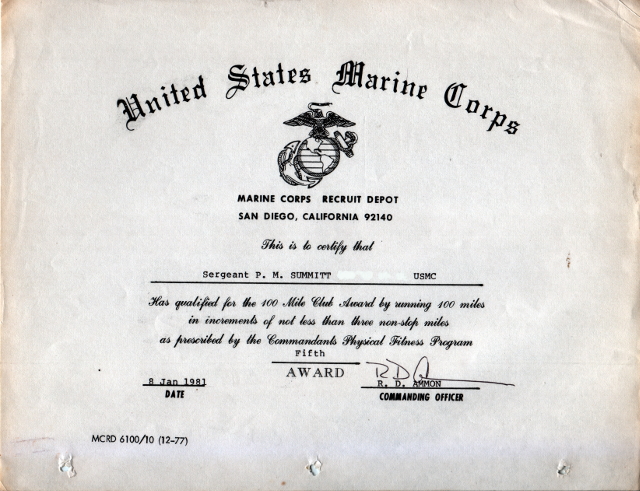 United States Marine Corps
MARINE CORPS RECRUIT DEPOT
SAN DIEGO, CALIFORNIA 92140
This is to certify that
Sergeant P. M. SUMMITT USMC
Has qualified for the 100 Mile Club Award by running 100 miles
in increments of not less than three non-stop miles
as prescribed by the Commandants Physical Fitness Program
Fifth
AWARD
8 Jan 1981
DATE
R. D. AMMON
COMMANDING OFFICER
MCRD 6100/10 (12-77)